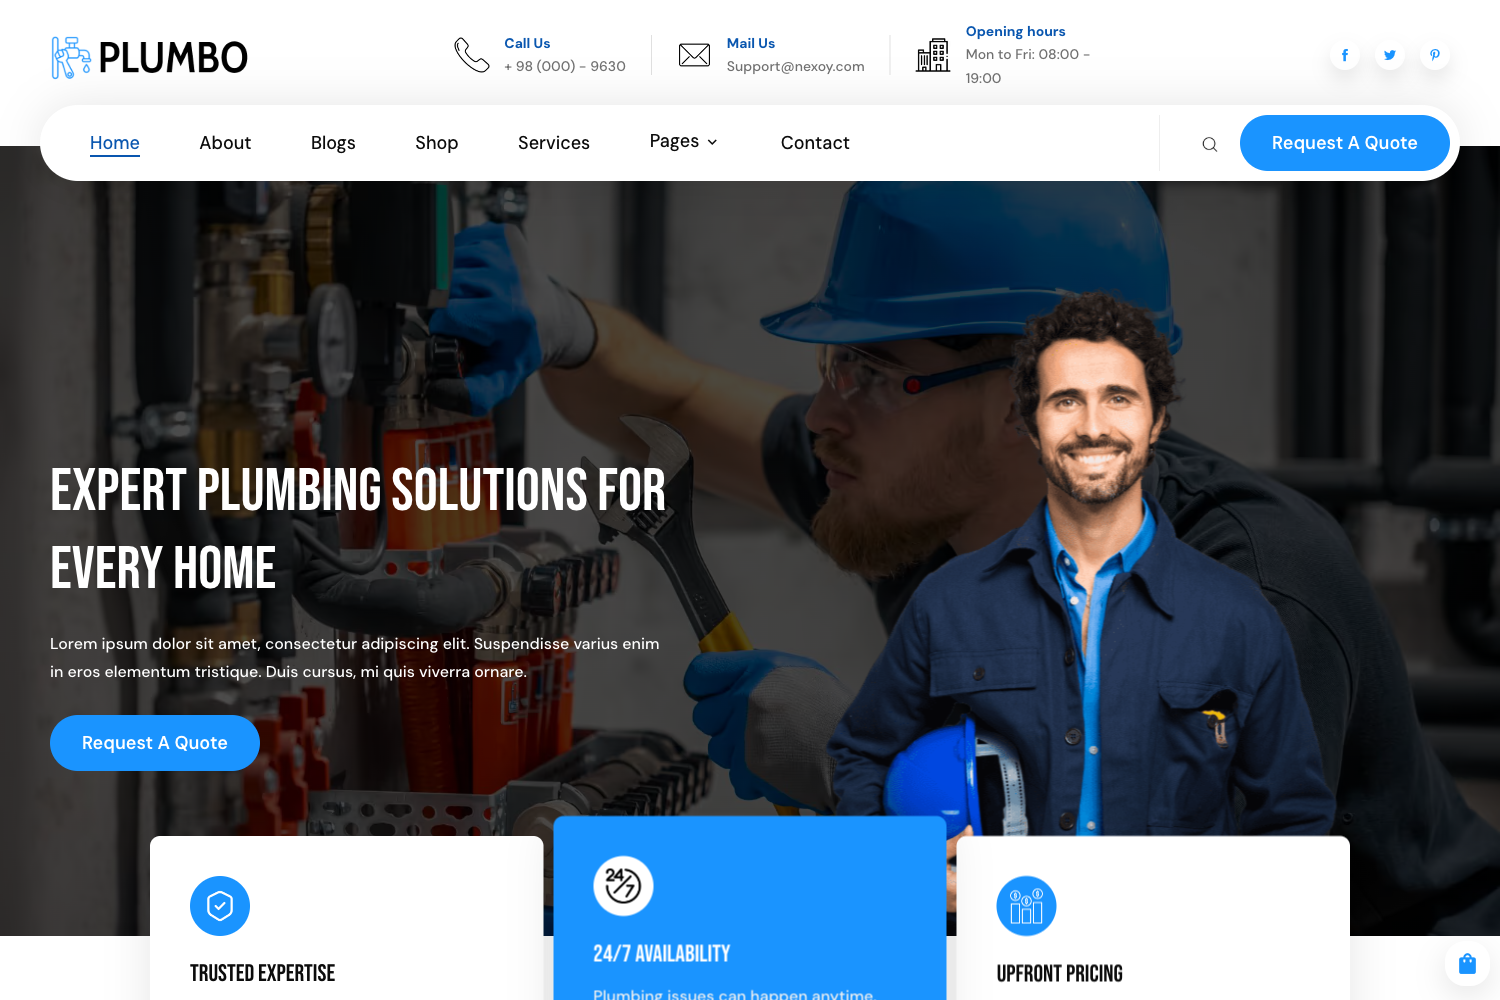 PLUMBO
Call Us
+ 98 (000) - 9630
Mail Us
Support@nexoy.com
Opening hours
Mon to Fri: 08:00 -
19:00
Home
About
Blogs
Shop
Services
Pages
Contact
Request A Quote
EXPERT PLUMBING SOLUTIONS FOR
EVERY HOME
Lorem ipsum dolor sit amet, consectetur adipiscing elit. Suspendisse varius enim
in eros elementum tristique. Duis cursus, mi quis viverra ornare.
Request A Quote
TRUSTED EXPERTISE
24/7
24/7 AVAILABILITY
Plumbing issues can happen anytime,
UPFRONT PRICING